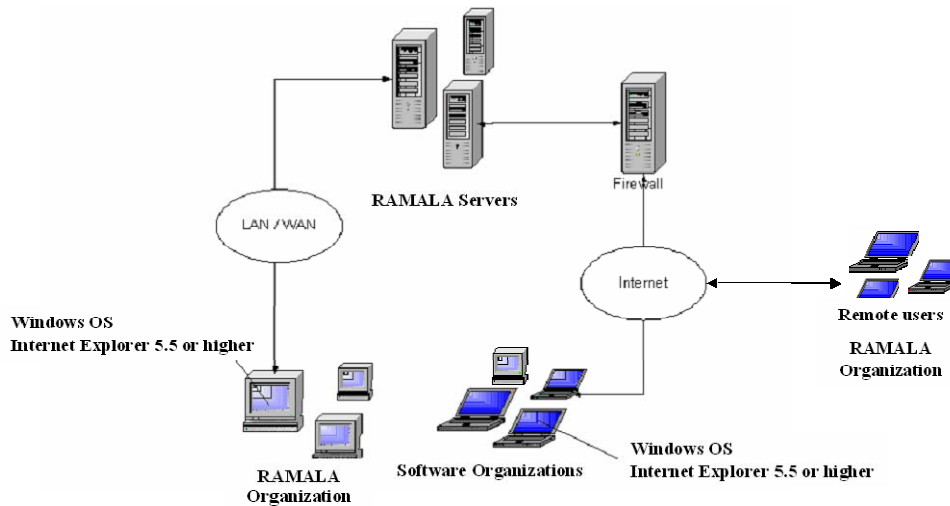 RAMALA Servers
Firewall
LAN / WAN
Internet
Remote users
RAMALA
Organization
Windows OS
Internet Explorer 5.5 or higher
RAMALA
Organization
Software Organizations
Windows OS
Internet Explorer 5.5 or higher